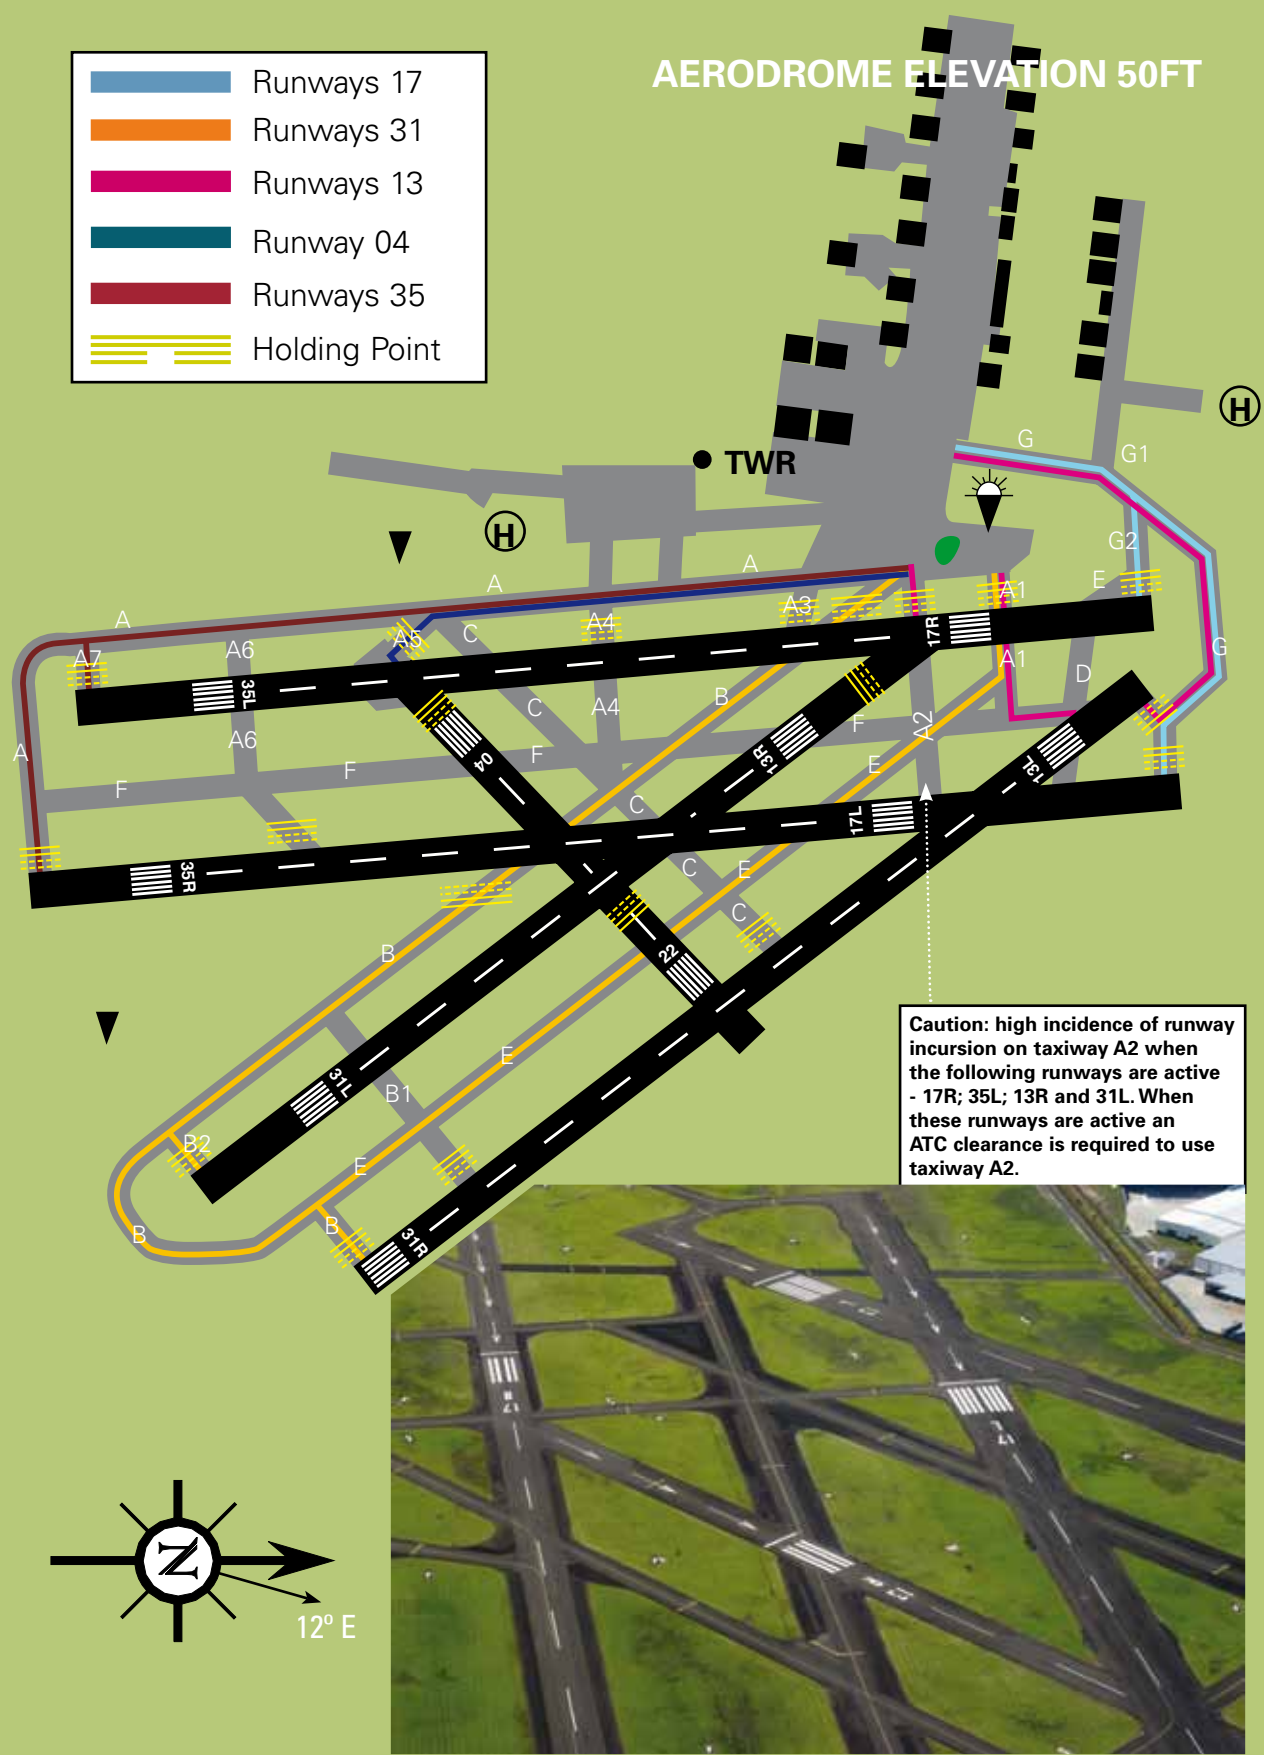 AERODROME ELEVATION 50FT
Runways 17
Runways 31
Runways 13
Runway 04
Runways 35
Holding Point
H
G
G1
TWR
H
G2
A
A
E
A1
A
A3
A4
A5
C
17R
A6
A7
G
A1
D
35L
B
C
A4
F
A2
A6
13R
A
04
F
F
E
13L
F
C
17L
35R
C
E
C
B
22
E
31L
B1
B2
E
B
B
31R
Caution: high incidence of runway
incursion on taxiway A2 when
the following runways are active
- 17R; 35L; 13R and 31L. When
these runways are active an
ATC clearance is required to use
taxiway A2.
N
12º E